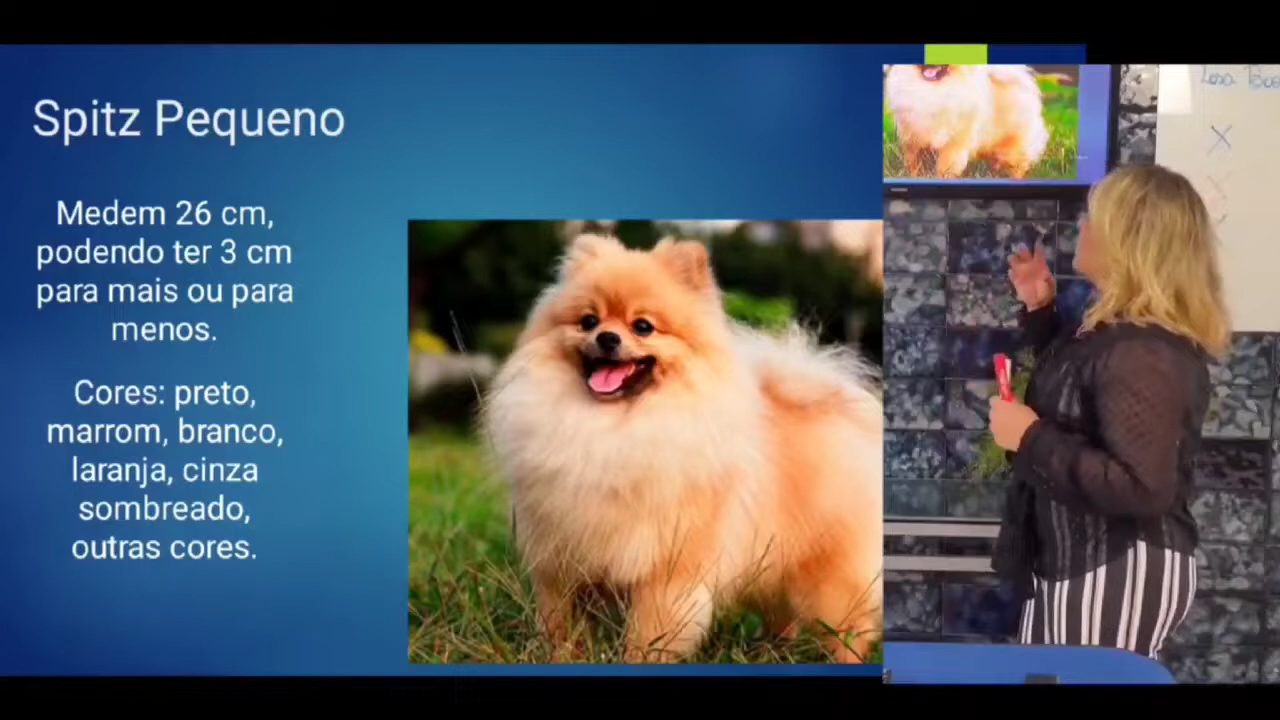 Spitz Pequeno
Medem 26 cm,
podendo ter 3 cm
para mais ou para
menos.
Cores: preto,
marrom, branco,
laranja, cinza
sombreado,
outras cores.